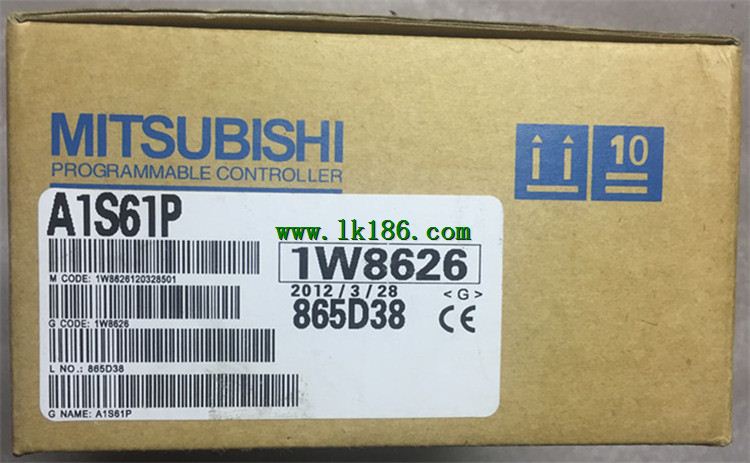 MITSUBISHI
PROGRAMMABLE CONTROLLER
10
A1S61P
www.lk186.com
1W8626
M CODE: 1W8626120328501
2012/3/28 <G>
865D38 CE
G CODE: 1W8626
L NO.: 865D38
G NAME: A1S61P